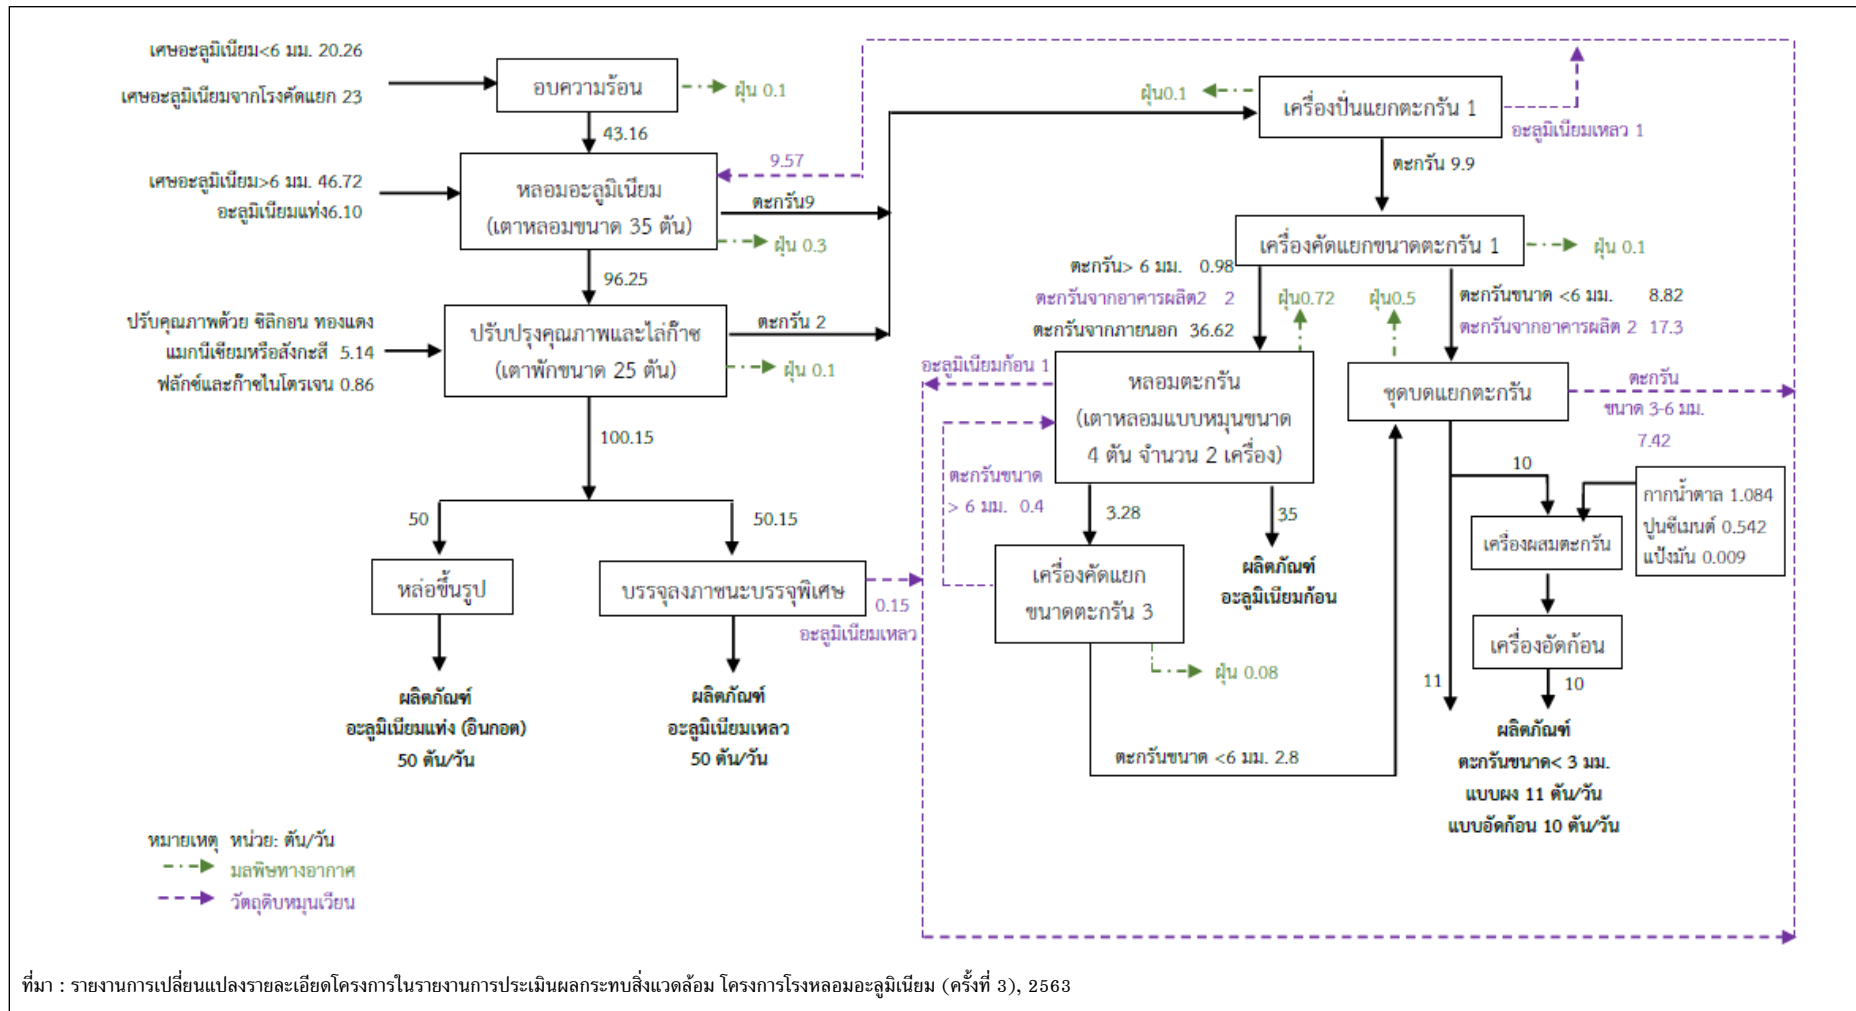 เศษอะลูมิเนียม<6 มม. 20.26
เศษอะลูมิเนียมจากโรงคัดแยก 23
อบความร้อน
ฝุ่น 0.1
43.16
เศษอะลูมิเนียม>6 มม. 46.72
อะลูมิเนียมแท่ง6.10
หลอมอะลูมิเนียม
(เตาหลอมขนาด 35 ตัน)
9.57
ตะกรัน9
ฝุ่น 0.3
96.25
ปรับคุณภาพด้วย ซิลิกอน ทองแดง
แมกนีเซียมหรือสังกะสี 5.14
ฟลักซ์และก๊าซไนโตรเจน 0.86
ปรับปรุงคุณภาพและไล่ก๊าซ
(เตาพักขนาด 25 ตัน)
ตะกรัน 2
ฝุ่น 0.1
100.15
50
50.15
หล่อขึ้นรูป
บรรจุลงภาชนะบรรจุพิเศษ
0.15
อะลูมิเนียมเหลว
ผลิตภัณฑ์
อะลูมิเนียมแท่ง (อินกอต)
50 ตัน/วัน
ผลิตภัณฑ์
อะลูมิเนียมเหลว
50 ตัน/วัน
ฝุ่น0.1
เครื่องปั่นแยกตะกรัน 1
อะลูมิเนียมเหลว 1
ตะกรัน 9.9
เครื่องคัดแยกขนาดตะกรัน 1
ฝุ่น 0.1
ตะกรัน> 6 มม. 0.98
ตะกรันจากอาคารผลิต2 2
ตะกรันจากภายนอก 36.62
ฝุ่น0.72
ฝุ่น0.5
ตะกรันขนาด <6 มม. 8.82
ตะกรันจากอาคารผลิต 2 17.3
อะลูมิเนียมก้อน 1
หลอมตะกรัน
(เตาหลอมแบบหมุนขนาด
4 ตัน จำนวน 2 เครื่อง)
ชุดบดแยกตะกรัน
ตะกรัน
ขนาด 3-6 มม.
7.42
ตะกรันขนาด
> 6 มม. 0.4
3.28
35
10
กากน้ำตาล 1.084
ปูนซีเมนต์ 0.542
แป้งมัน 0.009
เครื่องผสมตะกรัน
เครื่องคัดแยก
ขนาดตะกรัน 3
ผลิตภัณฑ์
อะลูมิเนียมก้อน
เครื่องอัดก้อน
ฝุ่น 0.08
11
10
ตะกรันขนาด <6 มม. 2.8
ผลิตภัณฑ์
ตะกรันขนาด< 3 มม.
แบบผง 11 ตัน/วัน
แบบอัดก้อน 10 ตัน/วัน
หมายเหตุ หน่วย: ตัน/วัน
มลพิษทางอากาศ
วัตถุดิบหมุนเวียน
ที่มา : รายงานการเปลี่ยนแปลงรายละเอียดโครงการในรายงานการประเมินผลกระทบสิ่งแวดล้อม โครงการโรงหลอมอะลูมิเนียม (ครั้งที่ 3), 2563